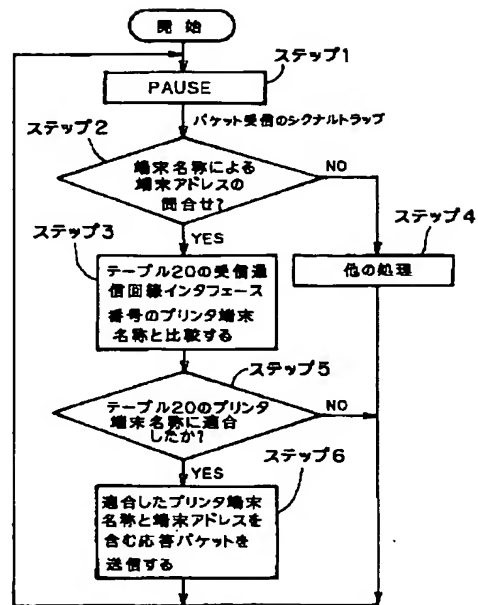 開始
ステップ1
PAUSE
パケット受信のシグナルトラップ
ステップ2
端末名称による
端末アドレスの
問合せ?
NO
YES
ステップ3
ステップ4
テーブル20の受信通
信回線インタフェース
番号のプリンタ端末
名称と比較する
他の処理
ステップ5
テーブル20のプリンタ
端末名称に適合
したか?
NO
YES
ステップ6
適合したプリンタ端末
名称と端末アドレスを
含む応答パケットを
送信する